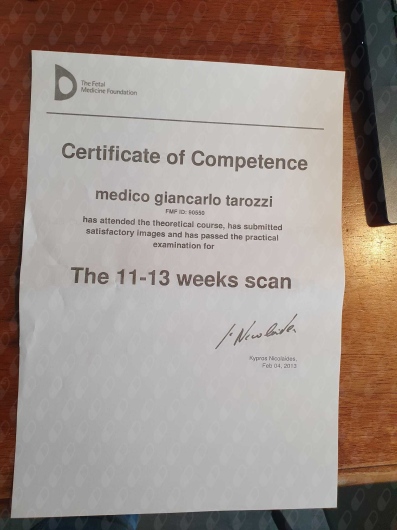 The Fetal
Medicine Foundation
Certificate of Competence
medico giancarlo tarozzi
FMF ID: 90550
has attended the theoretical course, has submitted
satisfactory images and has passed the practical
examination for
The 11-13 weeks scan
Kypros Nicolaides,
Feb 04, 2013